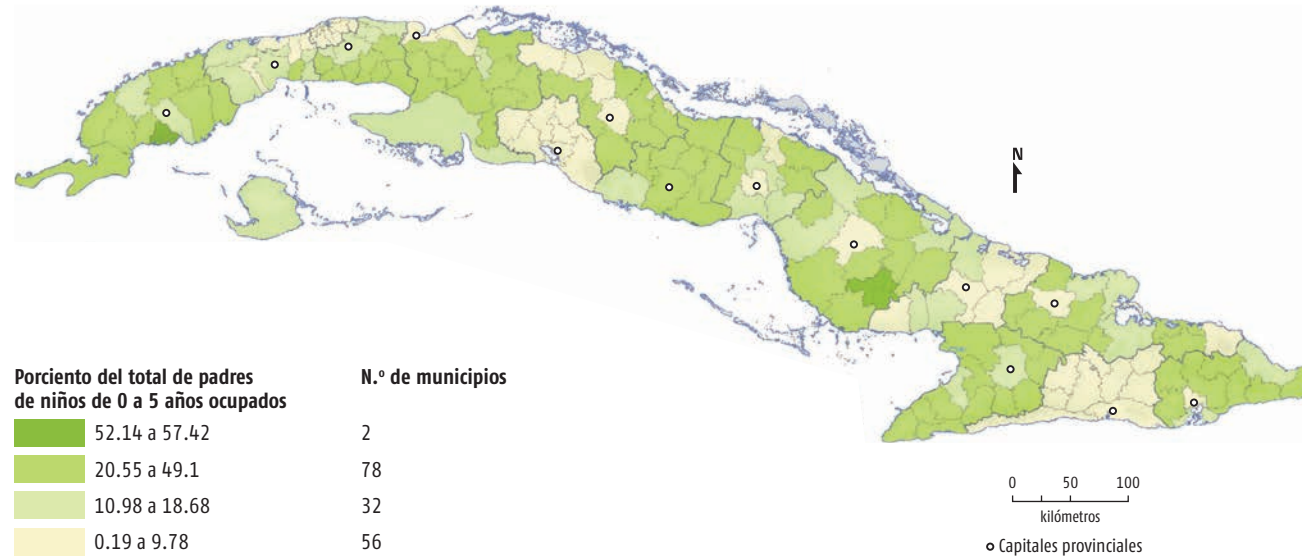 N
Porciento del total de padres
de niños de 0 a 5 años ocupados
N.º de municipios
52.14 a 57.42 2
20.55 a 49.1 78
10.98 a 18.68 32
0.19 a 9.78 56
0 50 100
kilómetros
Capitales provinciales